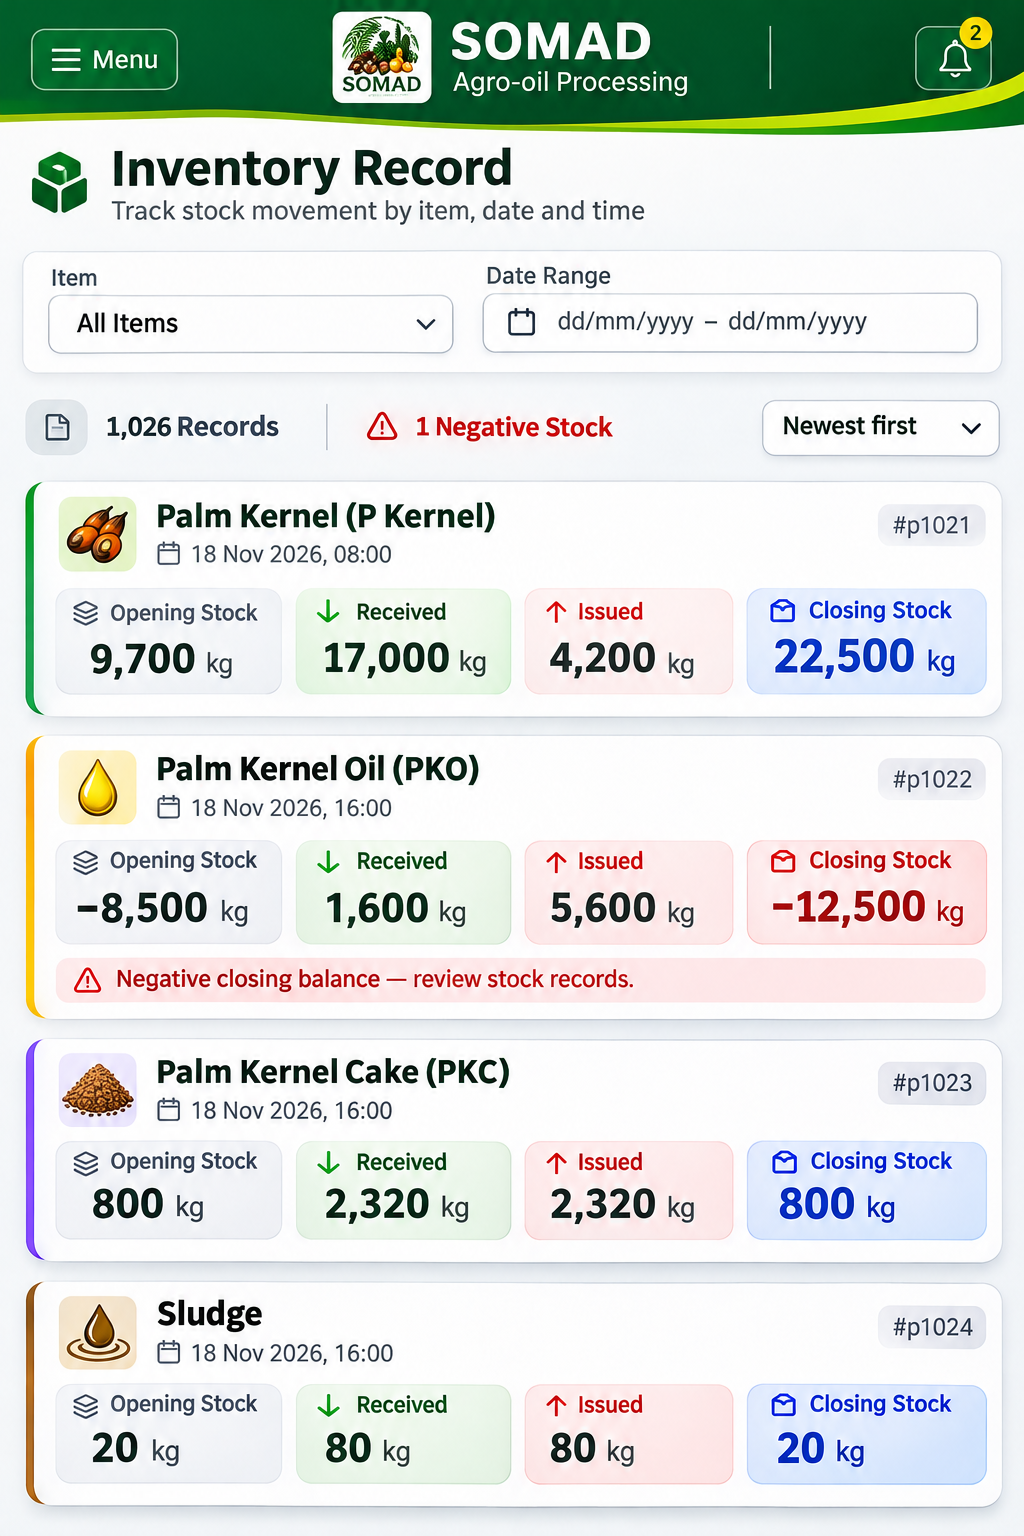 Menu
SOMAD
SOMAD
Agro-oil Processing
2
Inventory Record
Track stock movement by item, date and time
Item
Date Range
All Items
dd/mm/yyyy – dd/mm/yyyy
1,026 Records
1 Negative Stock
Newest first
Palm Kernel (P Kernel)
#p1021
18 Nov 2026, 08:00
Opening Stock
Received
Issued
Closing Stock
9,700 kg
17,000 kg
4,200 kg
22,500 kg
Palm Kernel Oil (PKO)
#p1022
18 Nov 2026, 16:00
Opening Stock
Received
Issued
Closing Stock
−8,500 kg
1,600 kg
5,600 kg
−12,500 kg
Negative closing balance — review stock records.
Palm Kernel Cake (PKC)
#p1023
18 Nov 2026, 16:00
Opening Stock
Received
Issued
Closing Stock
800 kg
2,320 kg
2,320 kg
800 kg
Sludge
#p1024
18 Nov 2026, 16:00
Opening Stock
Received
Issued
Closing Stock
20 kg
80 kg
80 kg
20 kg